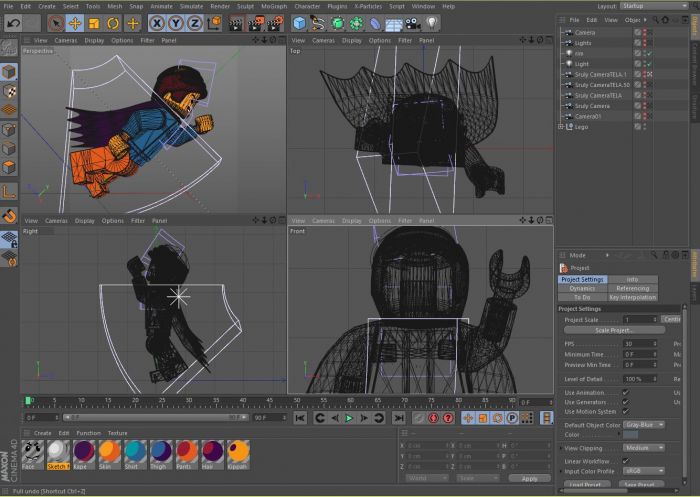 File Edit Create Select Tools Mesh Snap Animate Simulate Render Sculpt MoGraph Character Plugins X-Particles Script Window Help Layout: Startup
File Edit View Objec
Perspective
View Cameras Display Options Filter Panel
Top
View Cameras Display Options Filter Panel
Camera
Lights
rim
Light
Sruly CameraTELA.1
Sruly CameraTELA.50
Sruly CameraTELA
Sruly Camera
Camera01
Lego
View Cameras Display Options Filter Panel
Right
View Cameras Display Options Filter Panel
Front
Mode
Project
Project Settings Info
Dynamics Referencing
To Do Key Interpolation
Project Settings
Project Scale 1 Centi
Scale Project...
FPS 30
Minimum Time 0 F
Preview Min Time 0 F
Level of Detail 100 %
Use Animation
Use Generators
Use Motion System
Default Object Color Gray-Blue
Color
View Clipping Medium
Linear Workflow
Input Color Profile sRGB
Load Preset... Save Preset...
0 5 10 15 20 25 30 35 40 45 50 55 60 65 70 75 80 85 90 0 F
0 F 0 F 90 F 90 F
Create Edit Function Texture
Face Sketch Kape Skin Shirt Thigh Pants Hair Kippah
X 0 cm X 0 cm H 0 °
Y 0 cm Y 0 cm P 0 °
Z 0 cm Z 0 cm B 0 °
World Scale Apply
MAXON CINEMA 4D
Full undo [Shortcut Ctrl+Z]